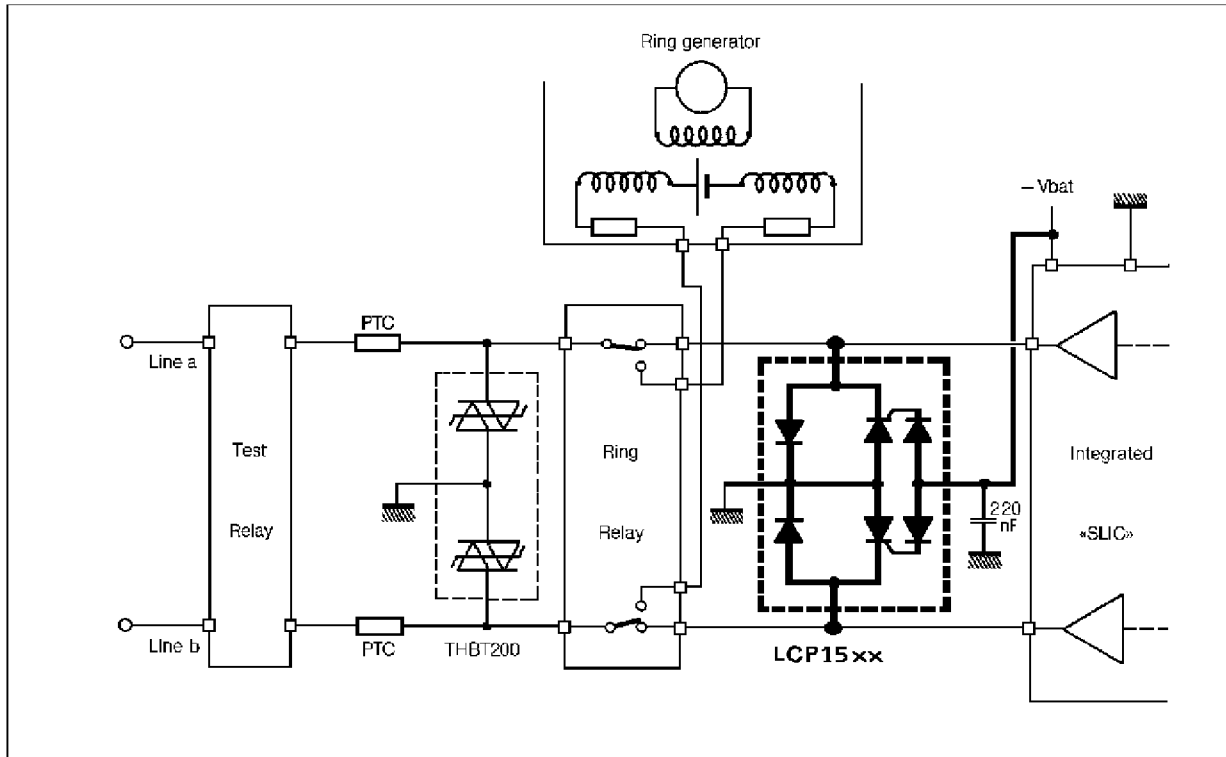 Ring generator
– Vbat
PTC
Line a
Test
Relay
Ring
Relay
Integrated
«SLIC»
220
nF
Line b
PTC
THBT200
LCP15xx